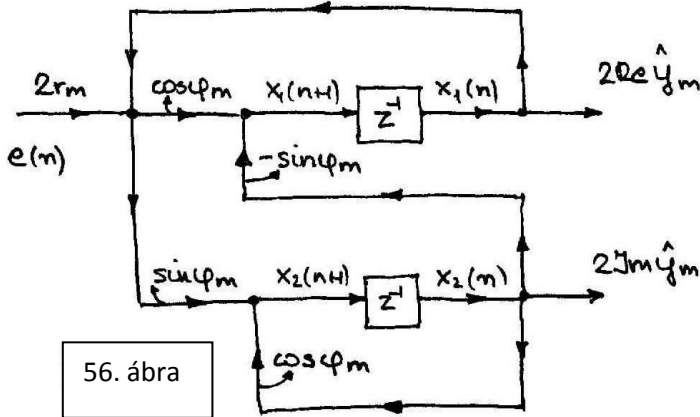 2rₘ
cosφₘ
x₁(n+1)
z⁻¹
x₁(n)
2Re ŷₘ
e(n)
-sinφₘ
sinφₘ
x₂(n+1)
z⁻¹
x₂(n)
2Im ŷₘ
cosφₘ
56. ábra